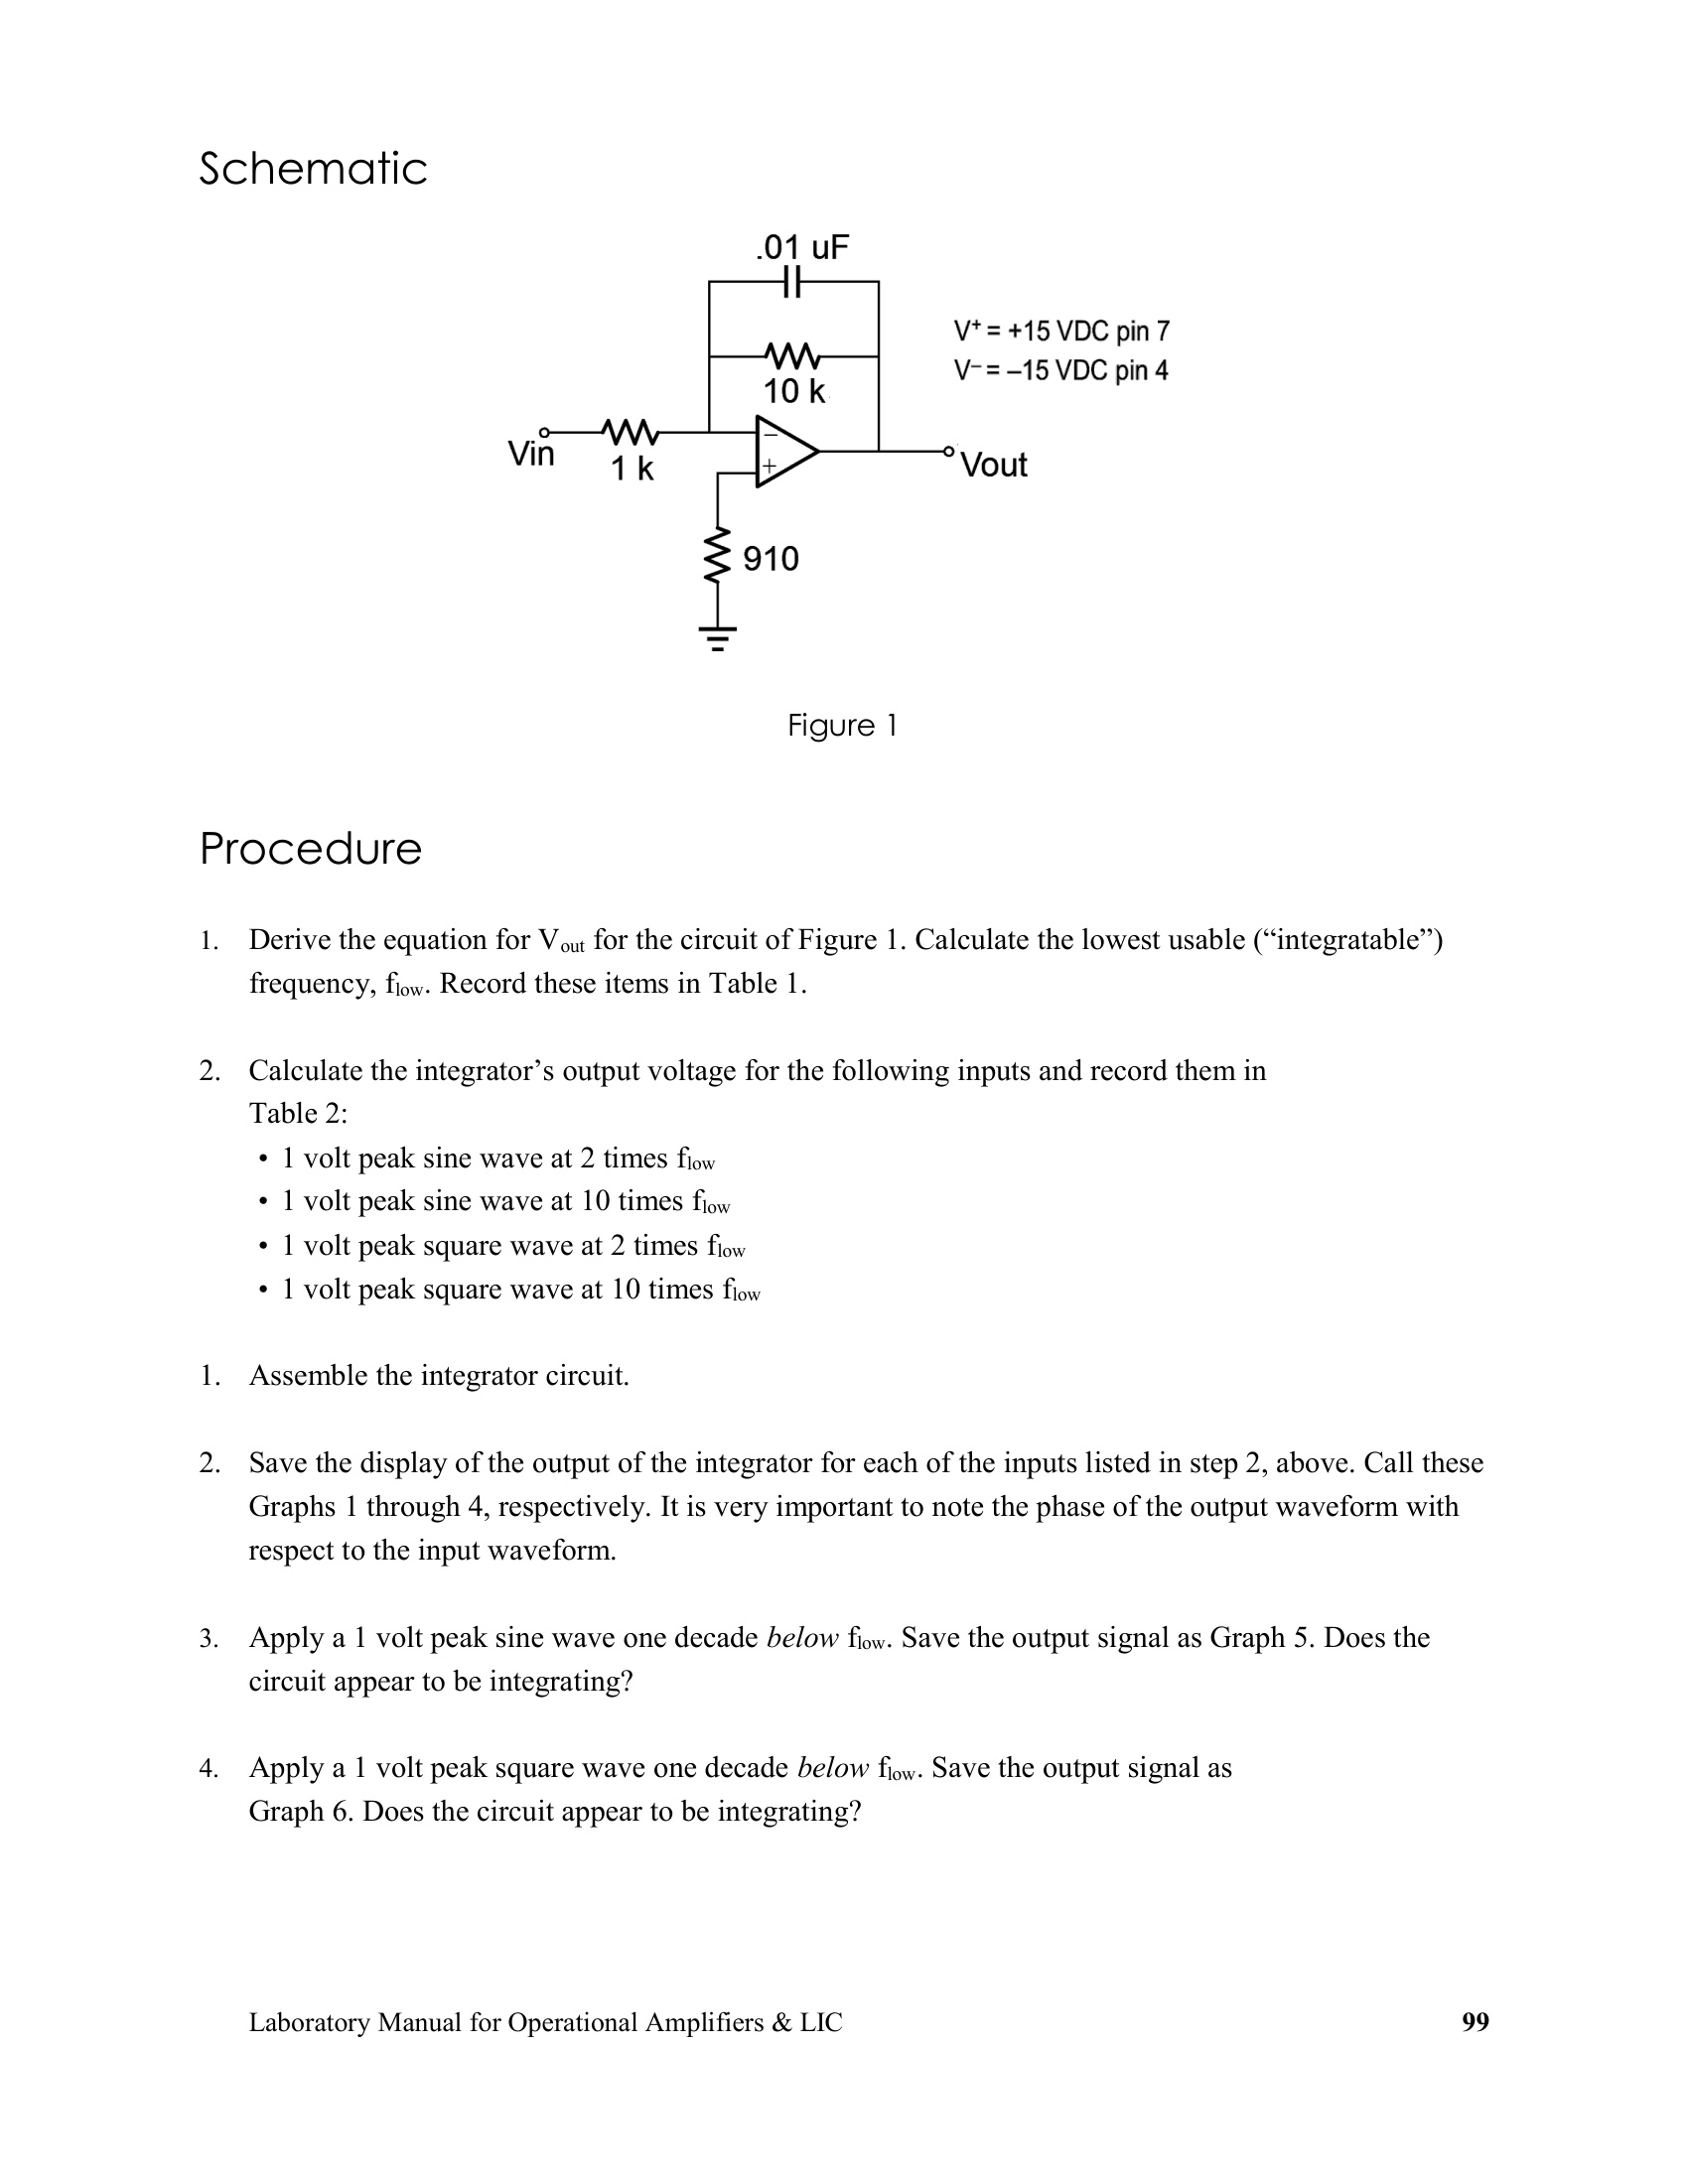 Schematic
.01 uF
V+ = +15 VDC pin 7
V– = –15 VDC pin 4
10 k
Vin
1 k
−
+
Vout
910
Figure 1
Procedure
1. Derive the equation for Vout for the circuit of Figure 1. Calculate the lowest usable (“integratable”)
frequency, flow. Record these items in Table 1.
2. Calculate the integrator’s output voltage for the following inputs and record them in
Table 2:
• 1 volt peak sine wave at 2 times flow
• 1 volt peak sine wave at 10 times flow
• 1 volt peak square wave at 2 times flow
• 1 volt peak square wave at 10 times flow
1. Assemble the integrator circuit.
2. Save the display of the output of the integrator for each of the inputs listed in step 2, above. Call these
Graphs 1 through 4, respectively. It is very important to note the phase of the output waveform with
respect to the input waveform.
3. Apply a 1 volt peak sine wave one decade below flow. Save the output signal as Graph 5. Does the
circuit appear to be integrating?
4. Apply a 1 volt peak square wave one decade below flow. Save the output signal as
Graph 6. Does the circuit appear to be integrating?
Laboratory Manual for Operational Amplifiers & LIC 99